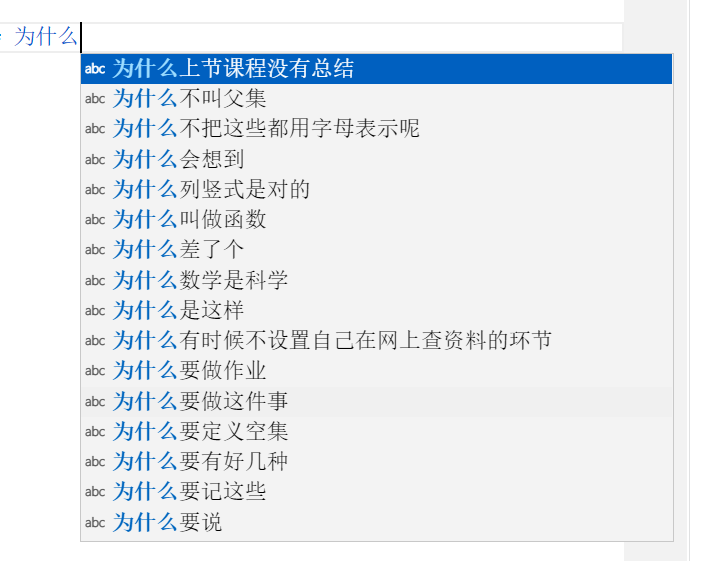 为什么
abc 为什么上节课程没有总结
abc 为什么不叫父集
abc 为什么不把这些都用字母表示呢
abc 为什么会想到
abc 为什么列竖式是对的
abc 为什么叫做函数
abc 为什么差了个
abc 为什么数学是科学
abc 为什么是这样
abc 为什么有时候不设置自己在网上查资料的环节
abc 为什么要做作业
abc 为什么要做这件事
abc 为什么要定义空集
abc 为什么要有好几种
abc 为什么要记这些
abc 为什么要说